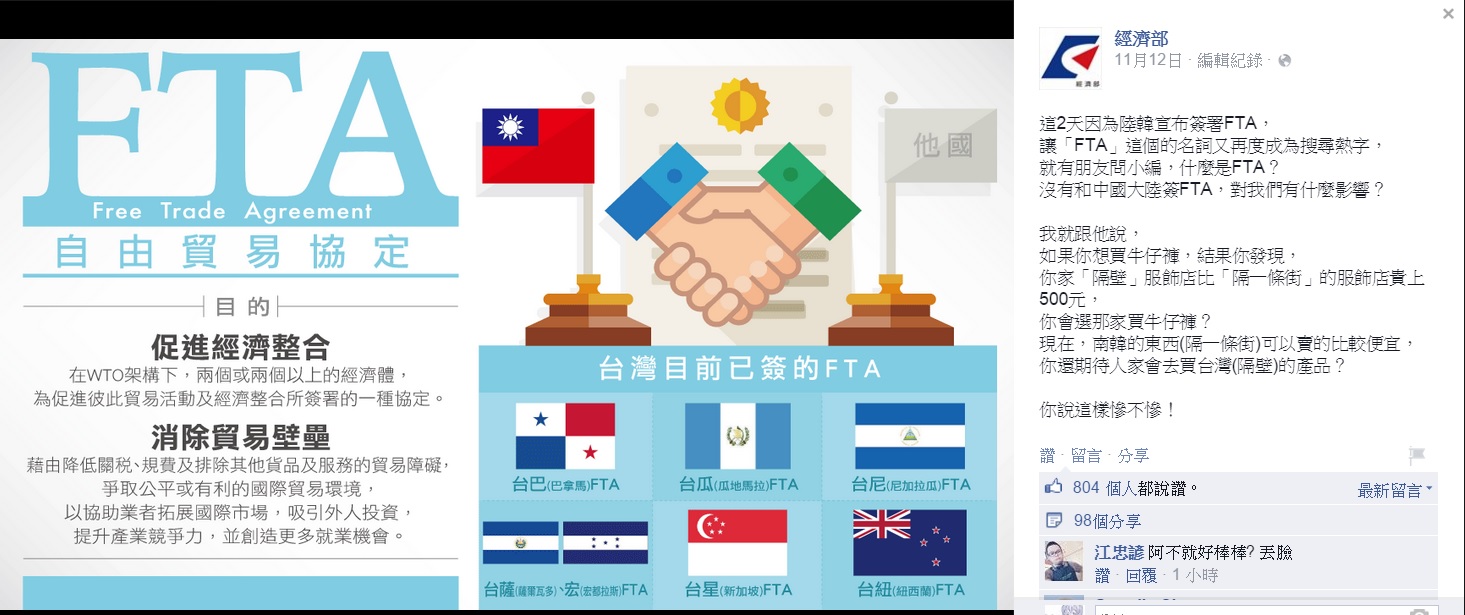 FTA
Free Trade Agreement
自由貿易協定
目的
促進經濟整合
在WTO架構下，兩個或兩個以上的經濟體，
為促進彼此貿易活動及經濟整合所簽署的一種協定。
消除貿易壁壘
藉由降低關稅、規費及排除其他貨品及服務的貿易障礙，
爭取公平或有利的國際貿易環境，
以協助業者拓展國際市場，吸引外人投資，
提升產業競爭力，並創造更多就業機會。
他國
台灣目前已簽的FTA
台巴(巴拿馬)FTA
台瓜(瓜地馬拉)FTA
台尼(尼加拉瓜)FTA
台薩(薩爾瓦多)、宏(宏都拉斯)FTA
台星(新加坡)FTA
台紐(紐西蘭)FTA
經濟部
經濟部
11月12日 · 編輯紀錄 ·
這2天因為陸韓宣布簽署FTA，
讓「FTA」這個的名詞又再度成為搜尋熱字，
就有朋友問小編，什麼是FTA？
沒有和中國大陸簽FTA，對我們有什麼影響？
我就跟他說，
如果你想買牛仔褲，結果你發現，
你家「隔壁」服飾店比「隔一條街」的服飾店貴上
500元，
你會選那家買牛仔褲？
現在，南韓的東西(隔一條街)可以賣的比較便宜，
你還期待人家會去買台灣(隔壁)的產品？
你說這樣慘不慘！
讚 · 留言 · 分享
804 個人都說讚。
最新留言
98個分享
江忠諺 阿不就好棒棒? 丟臉
讚 · 回覆 · 1 小時